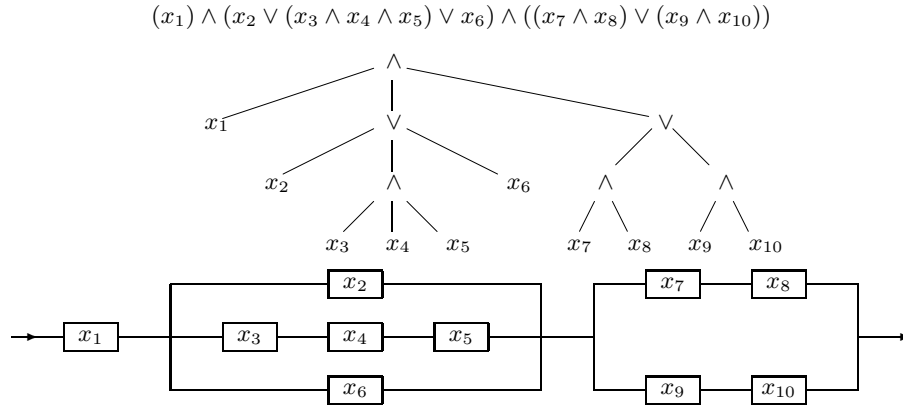 (x₁) ∧ (x₂ ∨ (x₃ ∧ x₄ ∧ x₅) ∨ x₆) ∧ ((x₇ ∧ x₈) ∨ (x₉ ∧ x₁₀))
∧
x₁ ∨ ∨
x₂ ∧ x₆ ∧ ∧
x₃ x₄ x₅ x₇ x₈ x₉ x₁₀
x₂ x₇ x₈
x₁ x₃ x₄ x₅
x₆ x₉ x₁₀